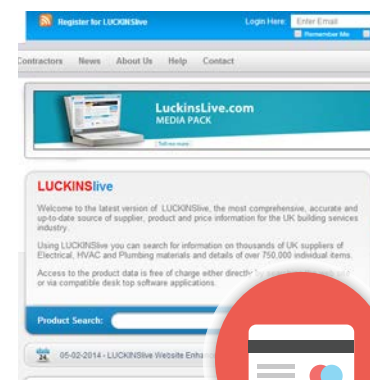 Register for LUCKINSlive
Login Here:
Enter Email
Remember Me
Contractors News About Us Help Contact
LuckinsLive.com
MEDIA PACK
Tell me more
LUCKINSlive
Welcome to the latest version of LUCKINSlive, the most comprehensive, accurate and
up-to-date source of supplier, product and price information for the UK building services
industry.
Using LUCKINSlive you can search for information on thousands of UK suppliers of
Electrical, HVAC and Plumbing materials and details of over 750,000 individual items.
Access to the product data is free of charge either directly
or via compatible desk top software applications.
Product Search:
24
05-02-2014 - LUCKINSlive Website Enha